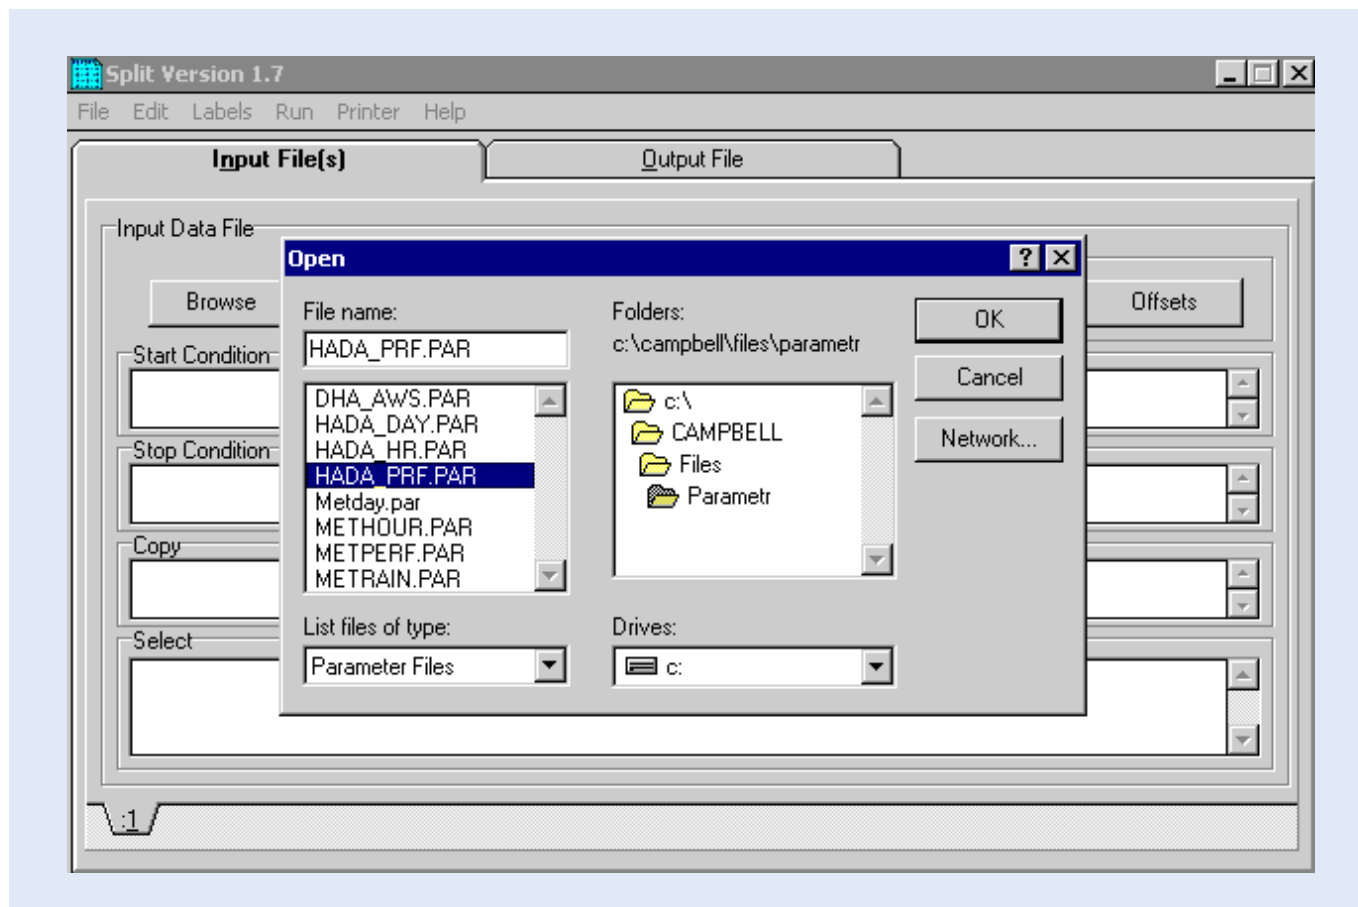 Split Version 1.7
File Edit Labels Run Printer Help
Input File(s)
Output File
Input Data File
Browse
Offsets
Start Condition
Stop Condition
Copy
Select
:1
Open
File name:
HADA_PRF.PAR
DHA_AWS.PAR
HADA_DAY.PAR
HADA_HR.PAR
HADA_PRF.PAR
Metday.par
METHOUR.PAR
METPERF.PAR
METRAIN.PAR
List files of type:
Parameter Files
Folders:
c:\campbell\files\parametr
c:\
CAMPBELL
Files
Parametr
Drives:
c:
OK
Cancel
Network...